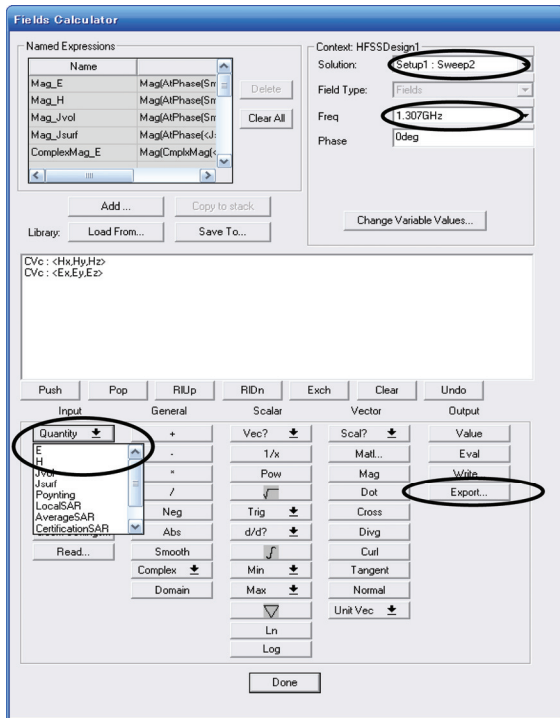 Fields Calculator
Named Expressions
Name
Mag_E Mag(AtPhase(Sm
Mag_H Mag(AtPhase(Sm
Mag_Jvol Mag(AtPhase(Sm
Mag_Jsurf Mag(AtPhase(<J
ComplexMag_E Mag(CmplxMag(<
Delete
Clear All
Add ...
Copy to stack
Library:
Load From...
Save To...
Context: HFSSDesign1
Solution: Setup1 : Sweep2
Field Type: Fields
Freq 1.307GHz
Phase 0deg
Change Variable Values...
CVc : <Hx,Hy,Hz>
CVc : <Ex,Ey,Ez>
Push Pop RlUp RlDn Exch Clear Undo
Input General Scalar Vector Output
Quantity + Vec? Scal? Value
E
H
Jvol
Jsurf
Poynting
LocalSAR
AverageSAR
CertificationSAR
Read...
-
*
/
Neg
Abs
Smooth
Complex
Domain
1/x
Pow
√
Trig
d/d?
∫
Min
Max
▽
Ln
Log
Matl...
Mag
Dot
Cross
Divg
Curl
Tangent
Normal
Unit Vec
Eval
Write...
Export...
Done